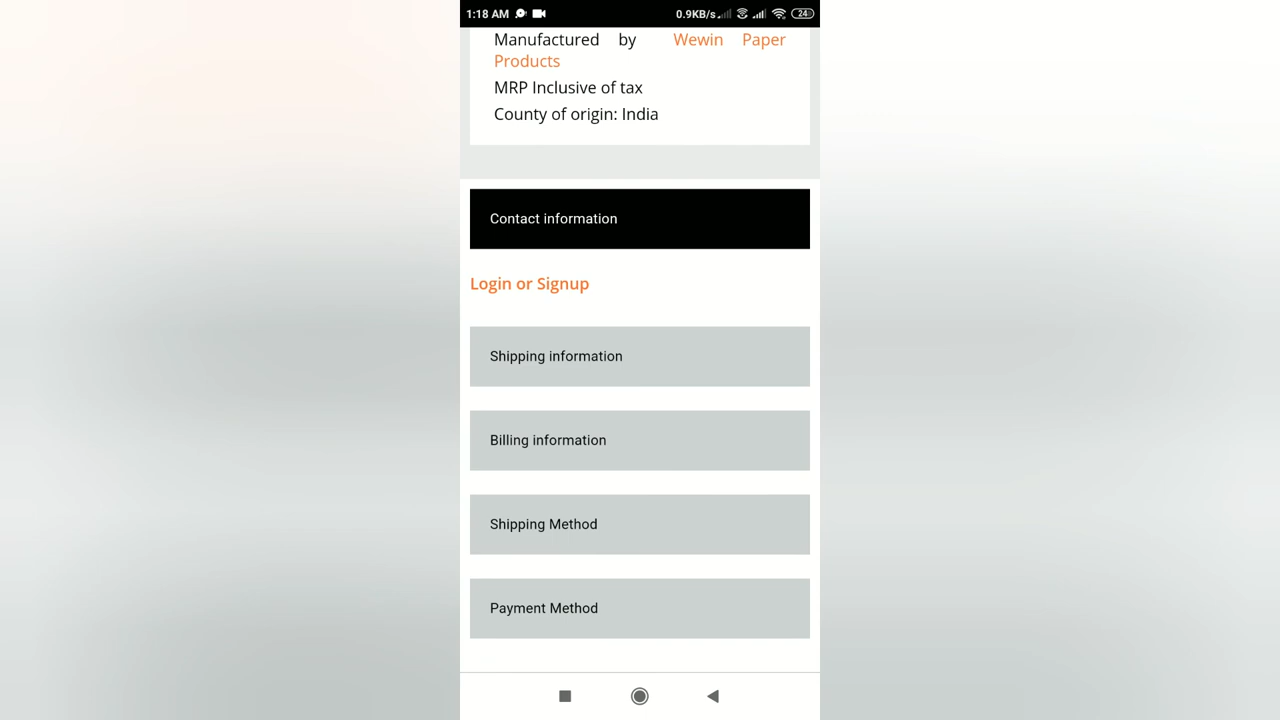 1:18 AM 0.9KB/s 24
Manufactured by Wewin Paper
Products
MRP Inclusive of tax
County of origin: India
Contact information
Login or Signup
Shipping information
Billing information
Shipping Method
Payment Method